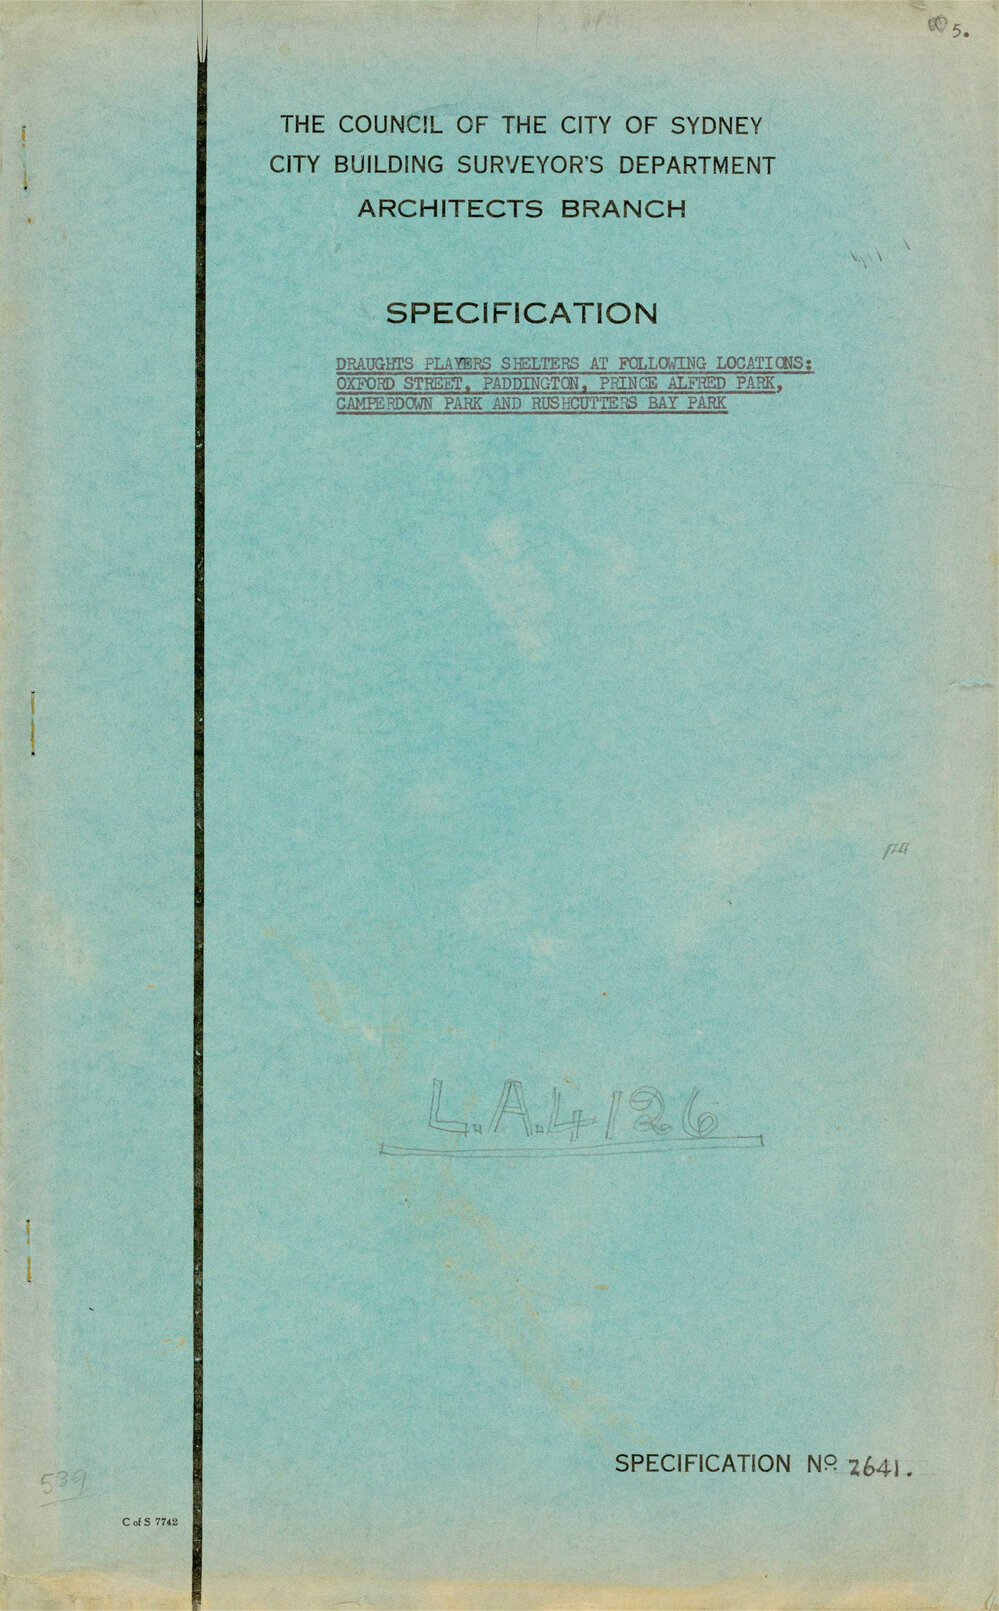 5.
THE COUNCIL OF THE CITY OF SYDNEY
CITY BUILDING SURVEYOR'S DEPARTMENT
ARCHITECTS BRANCH
SPECIFICATION
DRAUGHTS PLAYERS SHELTERS AT FOLLOWING LOCATIONS:
OXFORD STREET, PADDINGTON, PRINCE ALFRED PARK,
CAMPERDOWN PARK AND RUSHCUTTERS BAY PARK
L.A.4126
SPECIFICATION Nº 2641.
539
C of S 7742